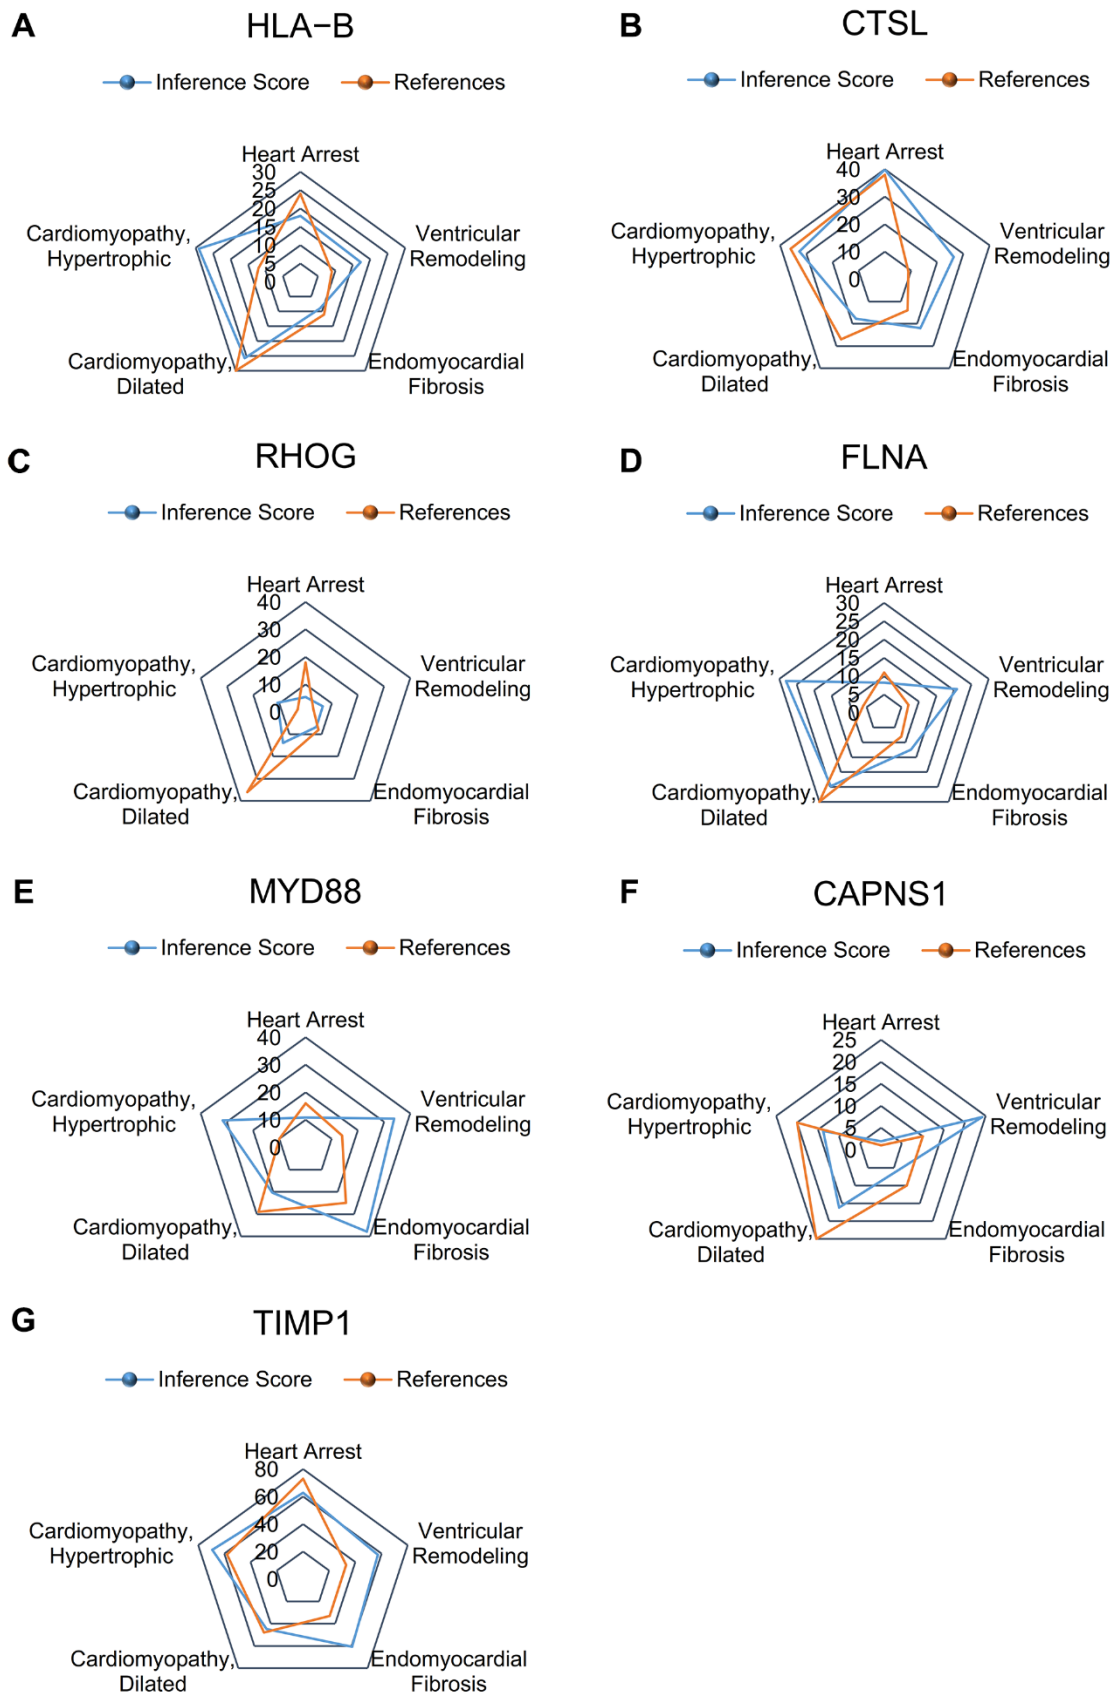 A
HLA−B
Inference Score
References
Heart Arrest
30
25
20
15
10
5
0
Cardiomyopathy,
Hypertrophic
Ventricular
Remodeling
Cardiomyopathy,
Dilated
Endomyocardial
Fibrosis
B
CTSL
Inference Score
References
Heart Arrest
40
30
20
10
0
Cardiomyopathy,
Hypertrophic
Ventricular
Remodeling
Cardiomyopathy,
Dilated
Endomyocardial
Fibrosis
C
RHOG
Inference Score
References
Heart Arrest
40
30
20
10
0
Cardiomyopathy,
Hypertrophic
Ventricular
Remodeling
Cardiomyopathy,
Dilated
Endomyocardial
Fibrosis
D
FLNA
Inference Score
References
Heart Arrest
30
25
20
15
10
5
0
Cardiomyopathy,
Hypertrophic
Ventricular
Remodeling
Cardiomyopathy,
Dilated
Endomyocardial
Fibrosis
E
MYD88
Inference Score
References
Heart Arrest
40
30
20
10
0
Cardiomyopathy,
Hypertrophic
Ventricular
Remodeling
Cardiomyopathy,
Dilated
Endomyocardial
Fibrosis
F
CAPNS1
Inference Score
References
Heart Arrest
25
20
15
10
5
0
Cardiomyopathy,
Hypertrophic
Ventricular
Remodeling
Cardiomyopathy,
Dilated
Endomyocardial
Fibrosis
G
TIMP1
Inference Score
References
Heart Arrest
80
60
40
20
0
Cardiomyopathy,
Hypertrophic
Ventricular
Remodeling
Cardiomyopathy,
Dilated
Endomyocardial
Fibrosis